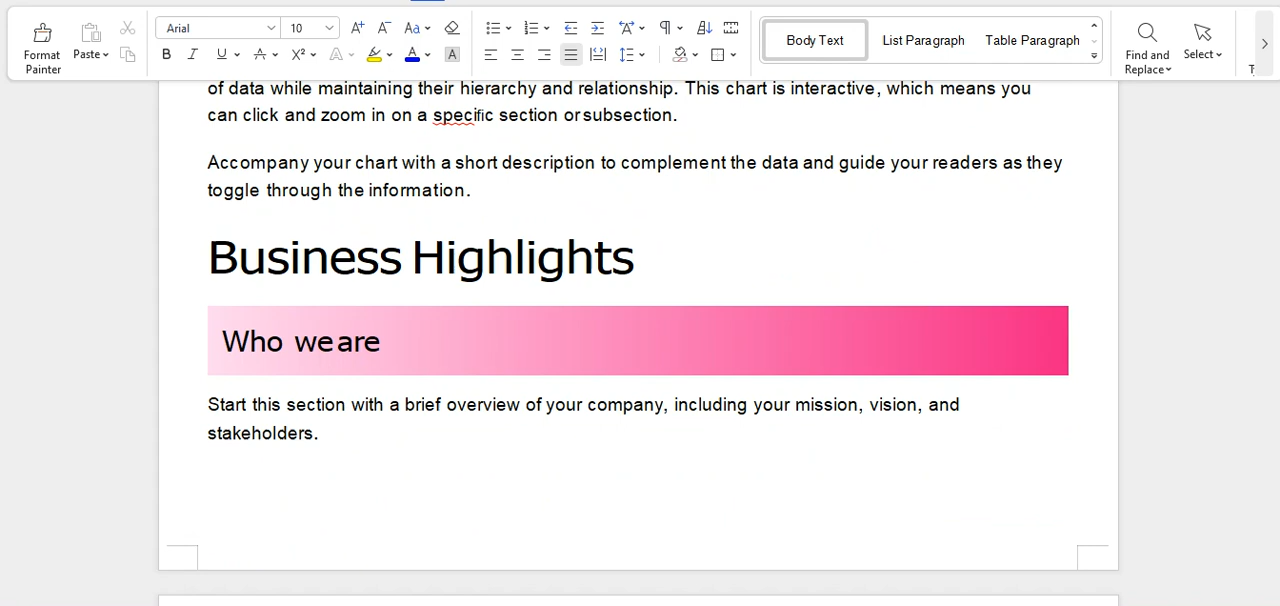 Arial
10
A+ A- Aa
Format Painter
Paste
B I U A X² A A A
Body Text
List Paragraph
Table Paragraph
Find and Replace
Select
of data while maintaining their hierarchy and relationship. This chart is interactive, which means you
can click and zoom in on a specific section or subsection.
Accompany your chart with a short description to complement the data and guide your readers as they
toggle through the information.
Business Highlights
Who we are
Start this section with a brief overview of your company, including your mission, vision, and
stakeholders.